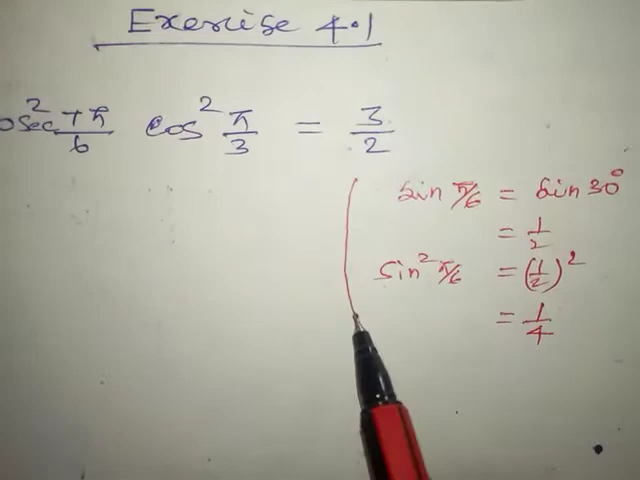 Exercise 4.1
osec² 7π/6 cos² π/3 = 3/2
sin π/6 = sin 30°
= 1/2
sin² π/6 = (1/2)²
= 1/4